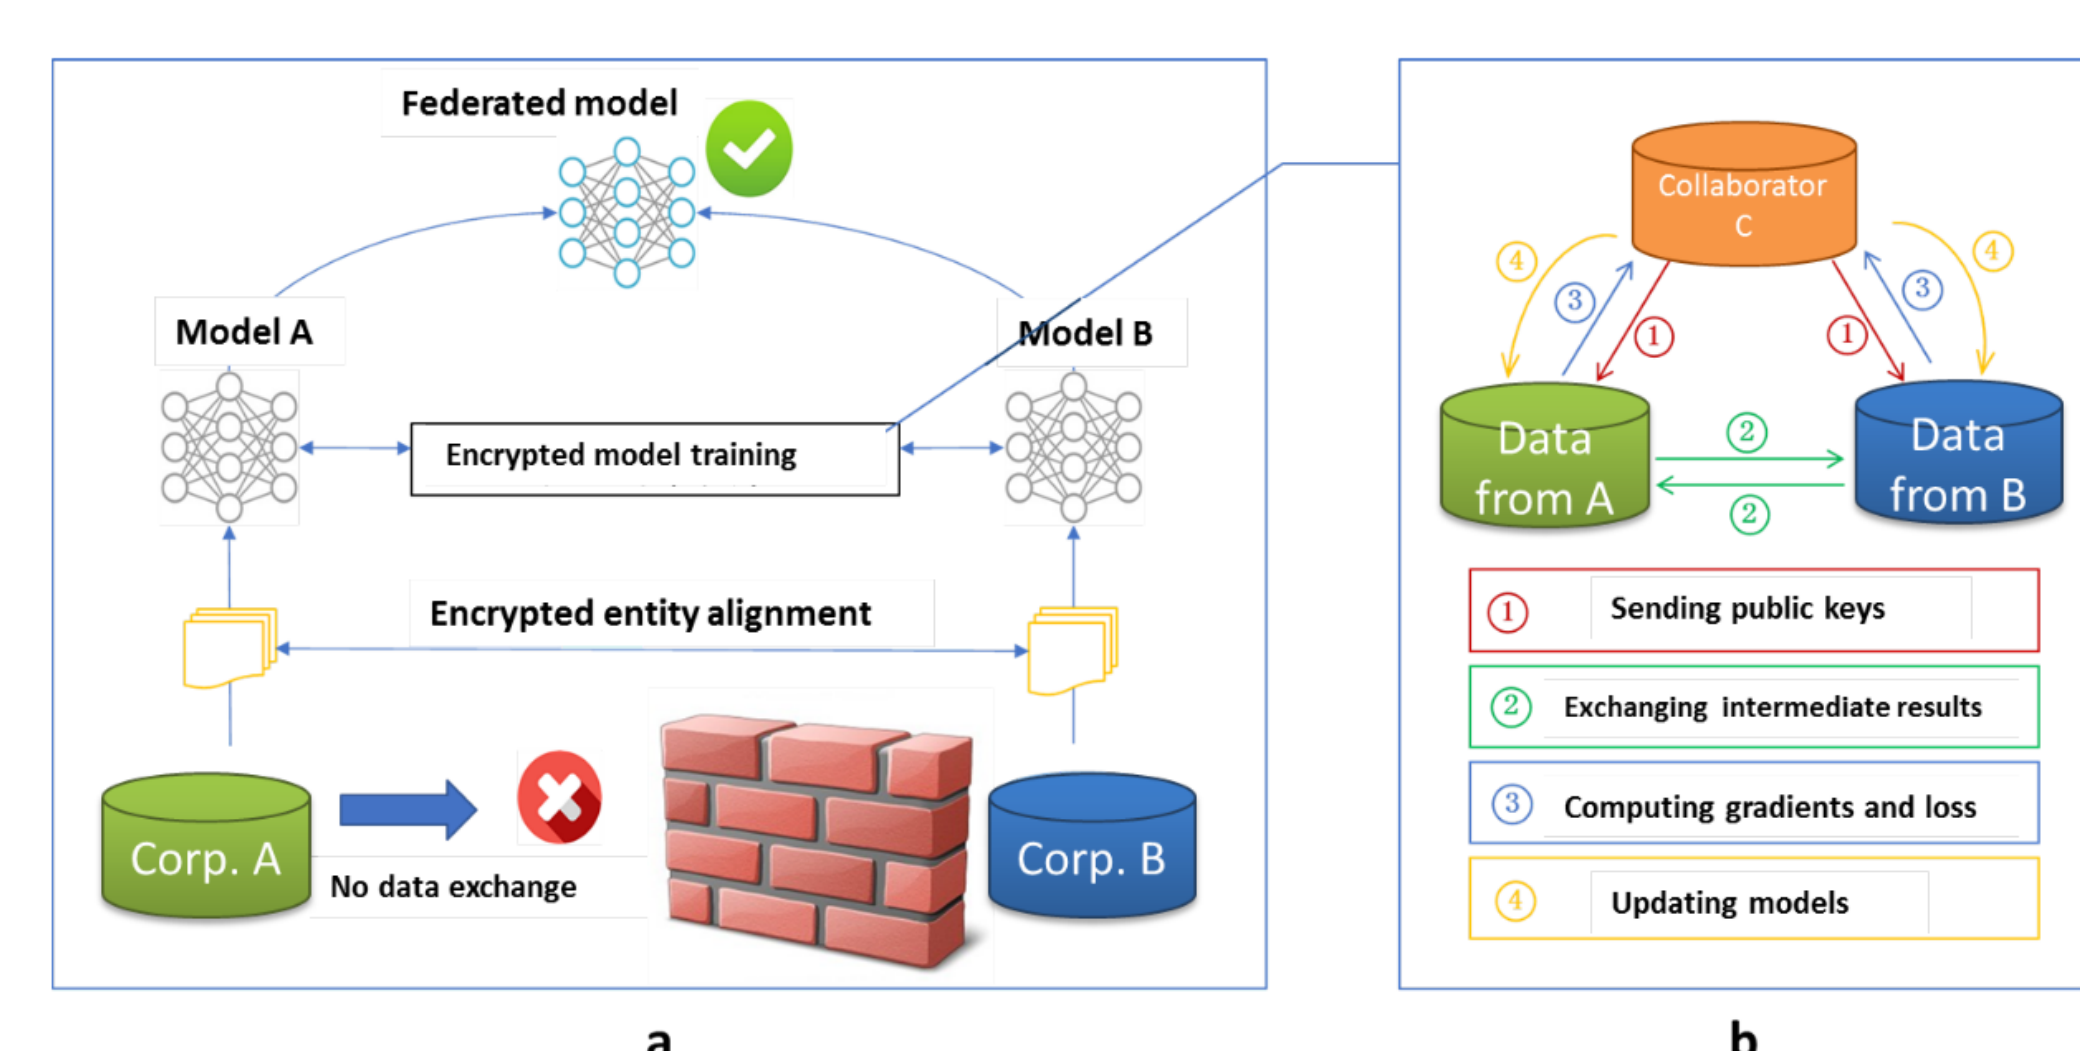 Federated model
Model A
Model B
Encrypted model training
Encrypted entity alignment
Corp. A
No data exchange
Corp. B
a
Collaborator
C
4
4
3
3
1
1
Data
from A
2
2
Data
from B
1 Sending public keys
2 Exchanging intermediate results
3 Computing gradients and loss
4 Updating models
b